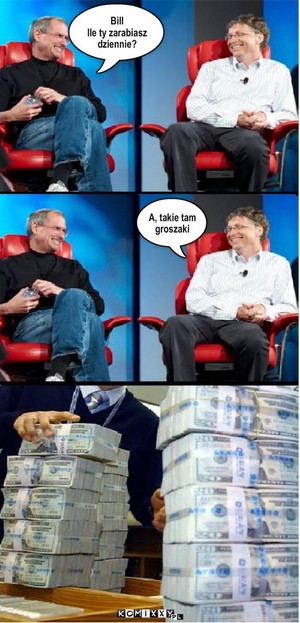 Bill
Ile ty zarabiasz
dziennie?
A, takie tam
groszaki
KOMIXXY.PL